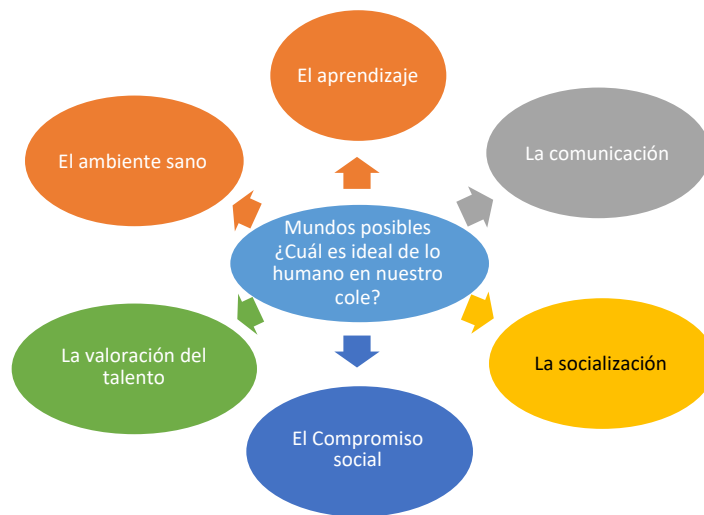 El aprendizaje
El ambiente sano
La comunicación
Mundos posibles
¿Cuál es ideal de lo
humano en nuestro
cole?
La valoración del
talento
La socialización
El Compromiso
social